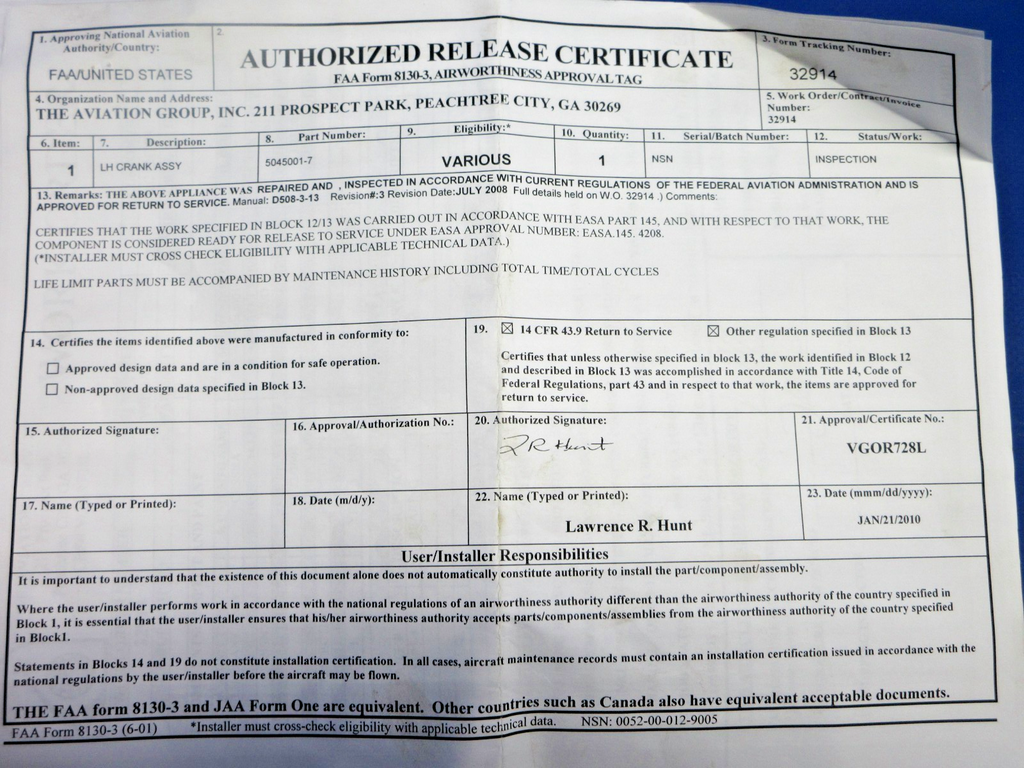 1. Approving National Aviation
Authority/Country:
FAA/UNITED STATES
2.
AUTHORIZED RELEASE CERTIFICATE
FAA Form 8130-3, AIRWORTHINESS APPROVAL TAG
3. Form Tracking Number:
32914
4. Organization Name and Address:
THE AVIATION GROUP, INC. 211 PROSPECT PARK, PEACHTREE CITY, GA 30269
5. Work Order/Contract/Invoice
Number:
32914
6. Item: 7. Description: 8. Part Number: 9. Eligibility:* 10. Quantity: 11. Serial/Batch Number: 12. Status/Work:
1 LH CRANK ASSY 5045001-7 VARIOUS 1 NSN INSPECTION
13. Remarks: THE ABOVE APPLIANCE WAS REPAIRED AND , INSPECTED IN ACCORDANCE WITH CURRENT REGULATIONS OF THE FEDERAL AVIATION ADMNISTRATION AND IS
APPROVED FOR RETURN TO SERVICE. Manual: D508-3-13 Revision#:3 Revision Date:JULY 2008 Full details held on W.O. 32914 .) Comments:
CERTIFIES THAT THE WORK SPECIFIED IN BLOCK 12/13 WAS CARRIED OUT IN ACCORDANCE WITH EASA PART 145, AND WITH RESPECT TO THAT WORK, THE
COMPONENT IS CONSIDERED READY FOR RELEASE TO SERVICE UNDER EASA APPROVAL NUMBER: EASA.145. 4208.
(*INSTALLER MUST CROSS CHECK ELIGIBILITY WITH APPLICABLE TECHNICAL DATA.)
LIFE LIMIT PARTS MUST BE ACCOMPANIED BY MAINTENANCE HISTORY INCLUDING TOTAL TIME/TOTAL CYCLES
14. Certifies the items identified above were manufactured in conformity to:
Approved design data and are in a condition for safe operation.
Non-approved design data specified in Block 13.
19. ☒ 14 CFR 43.9 Return to Service ☒ Other regulation specified in Block 13
Certifies that unless otherwise specified in block 13, the work identified in Block 12
and described in Block 13 was accomplished in accordance with Title 14, Code of
Federal Regulations, part 43 and in respect to that work, the items are approved for
return to service.
15. Authorized Signature:
16. Approval/Authorization No.:
20. Authorized Signature:
LR Hunt
21. Approval/Certificate No.:
VGOR728L
17. Name (Typed or Printed):
18. Date (m/d/y):
22. Name (Typed or Printed):
Lawrence R. Hunt
23. Date (mmm/dd/yyyy):
JAN/21/2010
User/Installer Responsibilities
It is important to understand that the existence of this document alone does not automatically constitute authority to install the part/component/assembly.
Where the user/installer performs work in accordance with the national regulations of an airworthiness authority different than the airworthiness authority of the country specified in
Block 1, it is essential that the user/installer ensures that his/her airworthiness authority accepts parts/components/assemblies from the airworthiness authority of the country specified
in Block1.
Statements in Blocks 14 and 19 do not constitute installation certification. In all cases, aircraft maintenance records must contain an installation certification issued in accordance with the
national regulations by the user/installer before the aircraft may be flown.
THE FAA form 8130-3 and JAA Form One are equivalent. Other countries such as Canada also have equivalent acceptable documents.
FAA Form 8130-3 (6-01) *Installer must cross-check eligibility with applicable technical data. NSN: 0052-00-012-9005